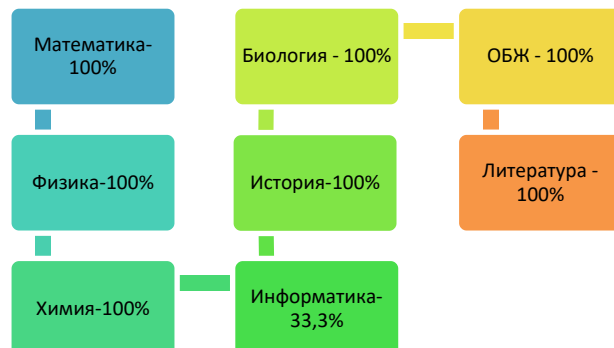 Математика-
100%
Физика-100%
Химия-100%
Информатика-
33,3%
История-100%
Биология - 100%
ОБЖ - 100%
Литература -
100%